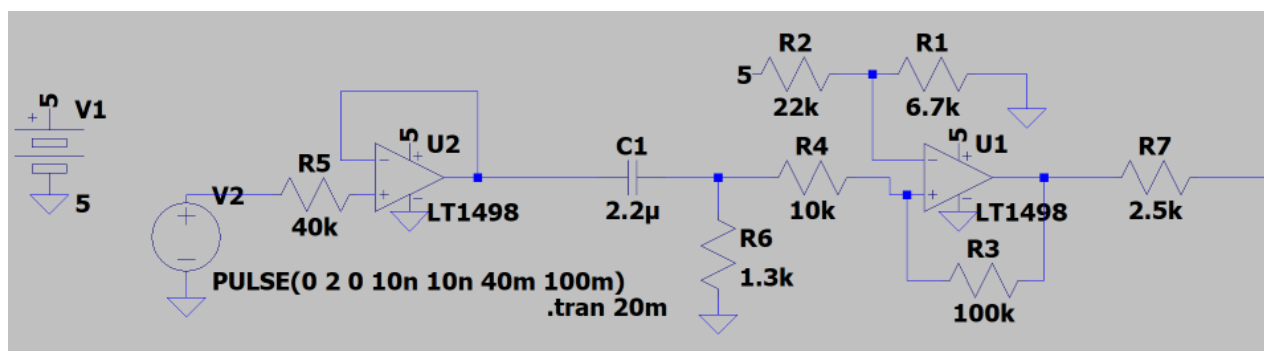 R2
R1
5
22k
6.7k
5
V1
5
U2
5
U1
+
R5
C1
R4
R7
−
+
−
+
5
V2
+
−
LT1498
2.2µ
10k
+
−
LT1498
2.5k
40k
R6
R3
+
−
PULSE(0 2 0 10n 10n 40m 100m)
1.3k
.tran 20m
100k